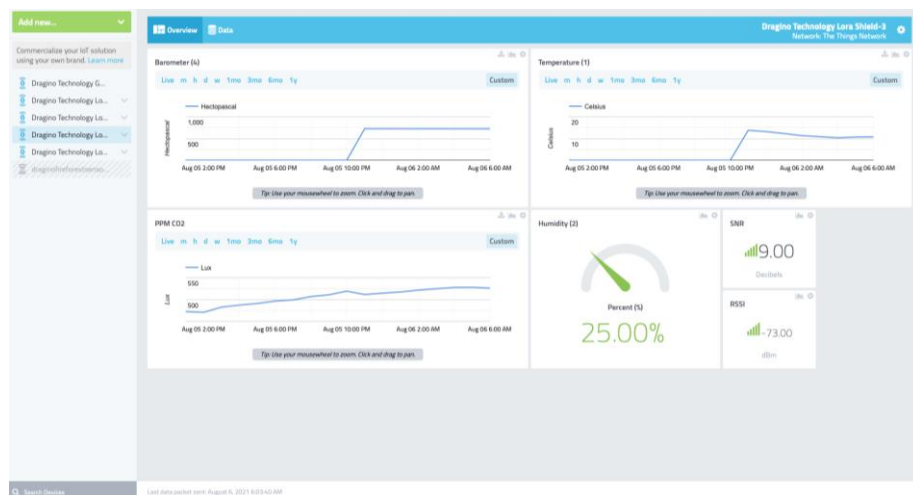 Add new...
Commercialize your IoT solution
using your own brand. Learn more
Dragino Technology G...
Dragino Technology Lo...
Dragino Technology Lo...
Dragino Technology Lo...
Dragino Technology Lo...
Search Devices
Overview Data
Dragino Technology Lora Shield-3
Network: The Things Network
Barometer (4)
Live m h d w 1mo 3mo 6mo 1y Custom
Hectopascal
Hectopascal
1,000
500
Aug 05 2:00 PM Aug 05 6:00 PM Aug 05 10:00 PM Aug 06 2:00 AM Aug 06 6:00 AM
Tip: Use your mousewheel to zoom. Click and drag to pan.
Temperature (1)
Live m h d w 1mo 3mo 6mo 1y Custom
Celsius
Celsius
20
10
Aug 05 2:00 PM Aug 05 6:00 PM Aug 05 10:00 PM Aug 06 2:00 AM Aug 06 6:00 AM
Tip: Use your mousewheel to zoom. Click and drag to pan.
PPM CO2
Live m h d w 1mo 3mo 6mo 1y Custom
Lux
Lux
550
500
Aug 05 2:00 PM Aug 05 6:00 PM Aug 05 10:00 PM Aug 06 2:00 AM Aug 06 6:00 AM
Tip: Use your mousewheel to zoom. Click and drag to pan.
Humidity (2)
Percent (%)
25.00%
SNR
9.00
Decibels
RSSI
-73.00
dBm
Last data packet sent: August 6, 2021 6:03:40 AM